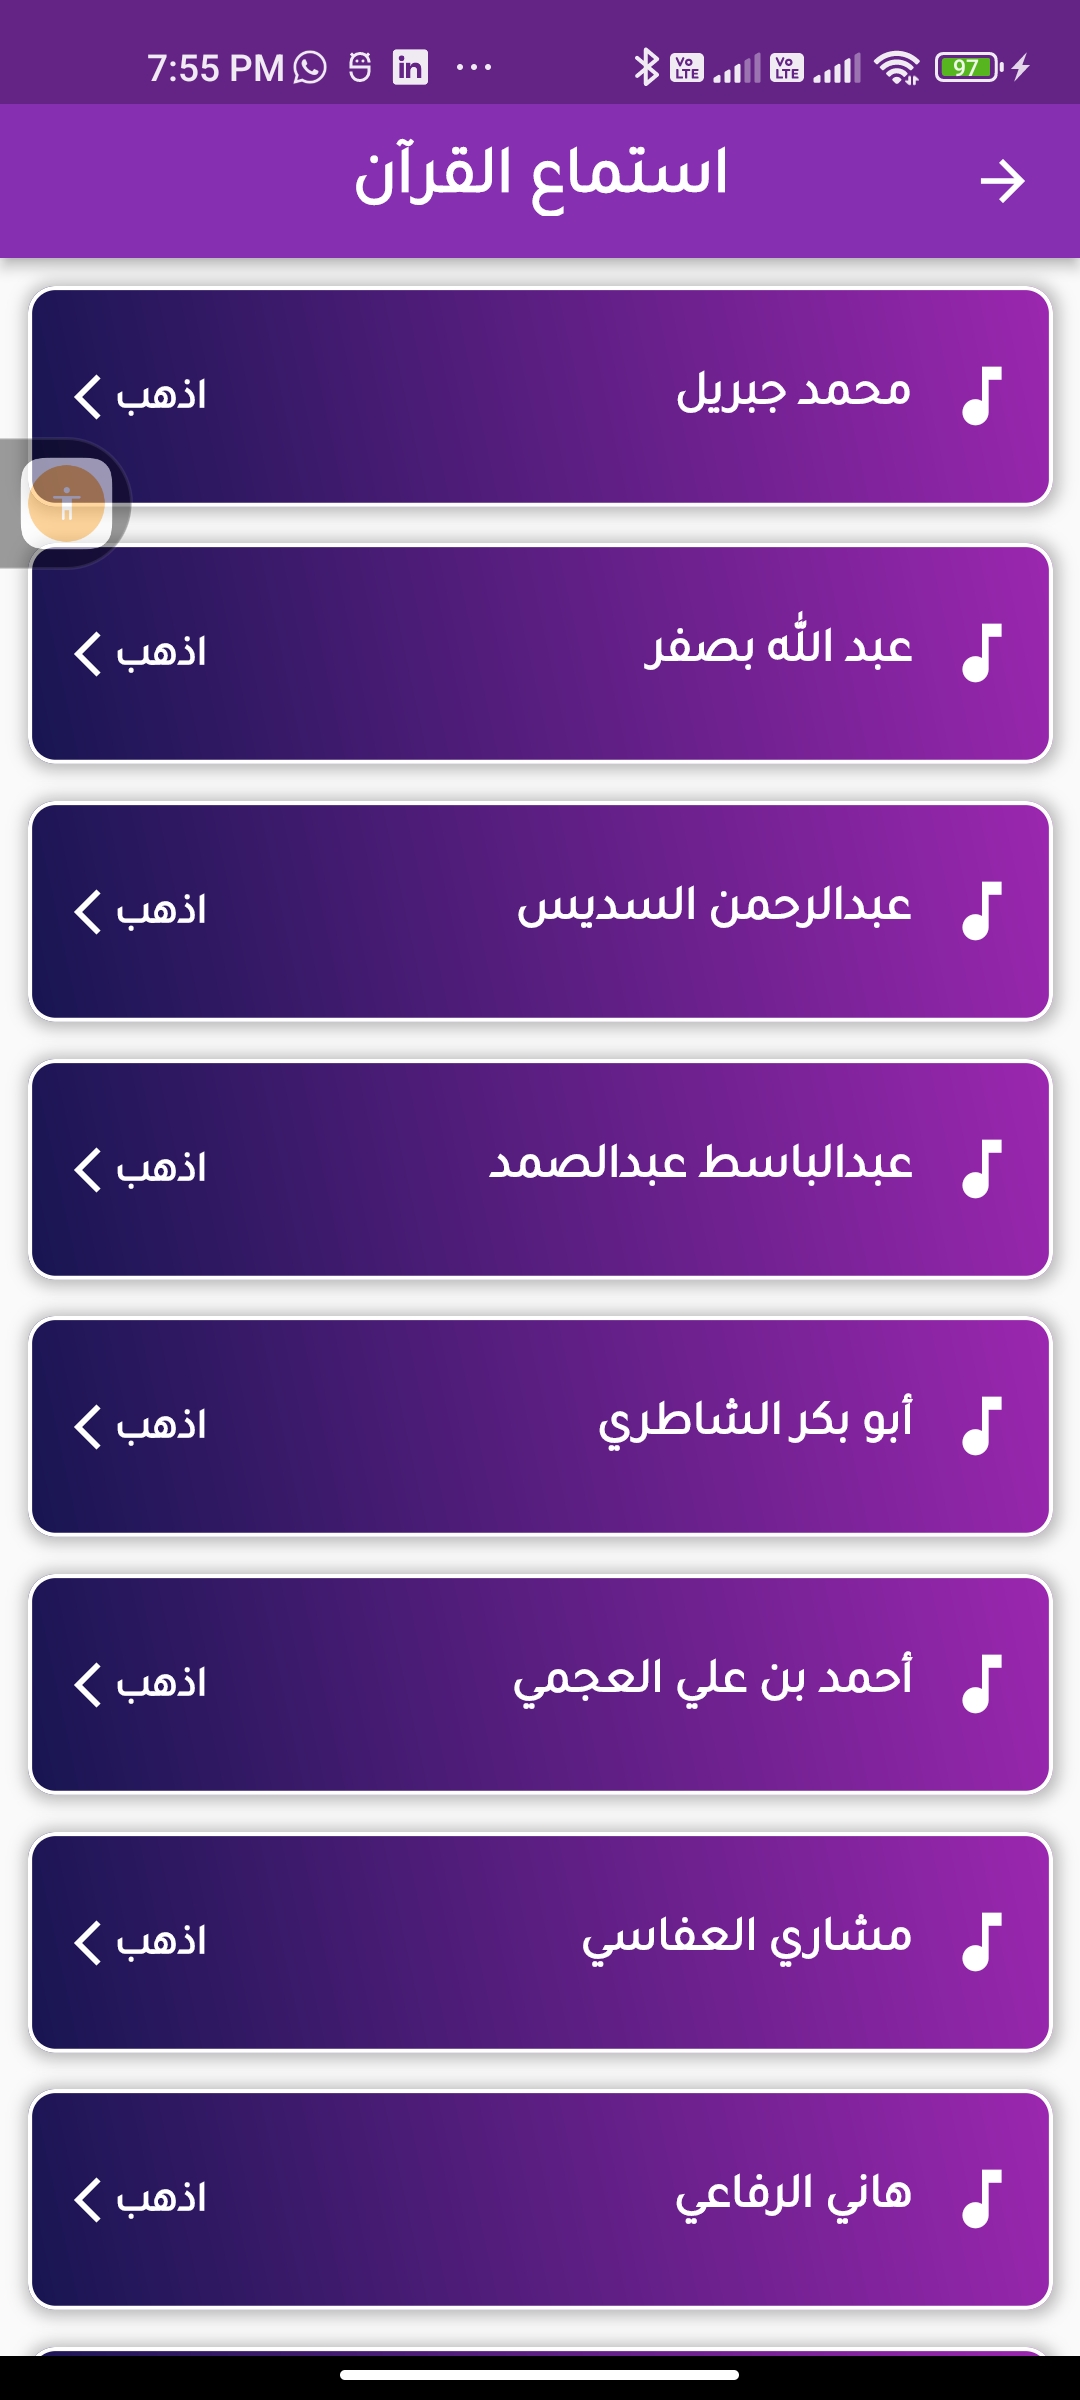 7:55 PM in ... Vo LTE Vo LTE 97
استماع القرآن
محمد جبريل اذهب
عبد الله بصفر اذهب
عبدالرحمن السديس اذهب
عبدالباسط عبدالصمد اذهب
أبو بكر الشاطري اذهب
أحمد بن علي العجمي اذهب
مشاري العفاسي اذهب
هاني الرفاعي اذهب